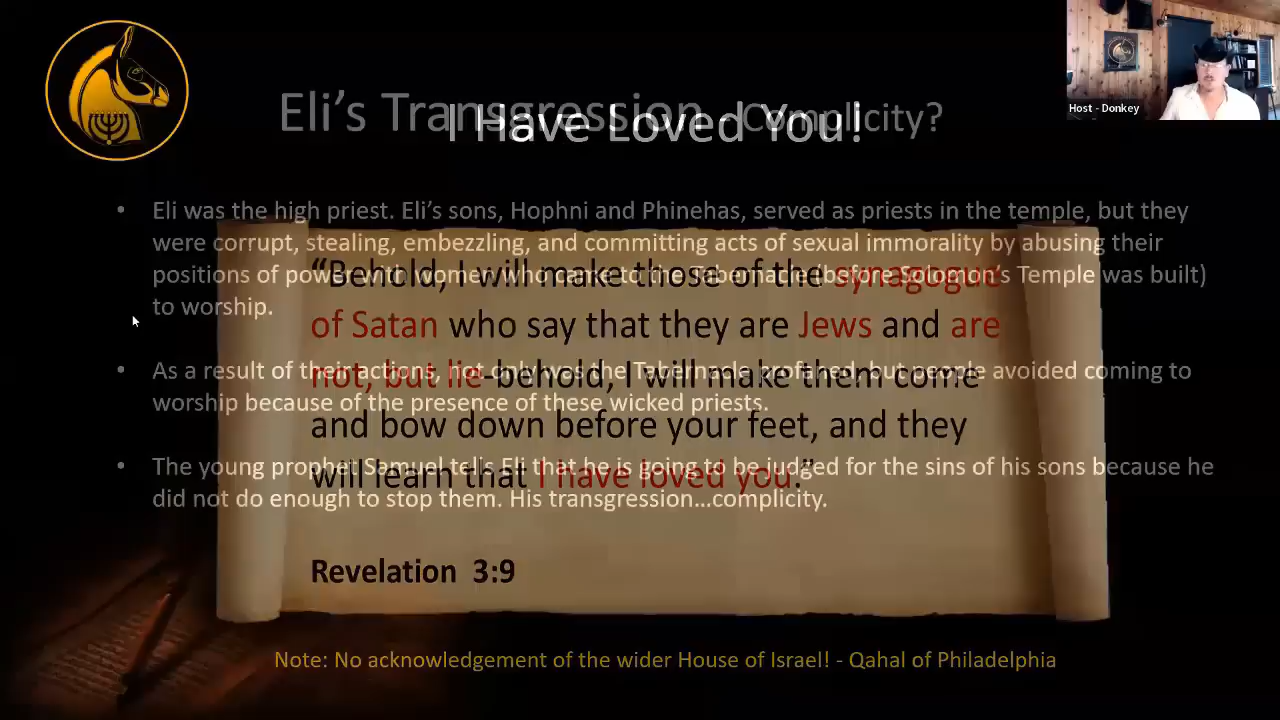 Host - Donkey
Eli's Transgression - Complicity?
I Have Loved You!
• Eli was the high priest. Eli's sons, Hophni and Phinehas, served as priests in the temple, but they
were corrupt, stealing, embezzling, and committing acts of sexual immorality by abusing their
positions of power with women who came to the Tabernacle (before Solomon's Temple was built)
to worship.
• As a result of their actions, not only was the Tabernacle profaned, but people avoided coming to
worship because of the presence of these wicked priests.
• The young prophet Samuel tells Eli that he is going to be judged for the sins of his sons because he
did not do enough to stop them. His transgression...complicity.
“Behold, I will make those of the synagogue
of Satan who say that they are Jews and are
not, but lie-behold, I will make them come
and bow down before your feet, and they
will learn that I have loved you.”
Revelation 3:9
Note: No acknowledgement of the wider House of Israel! - Qahal of Philadelphia